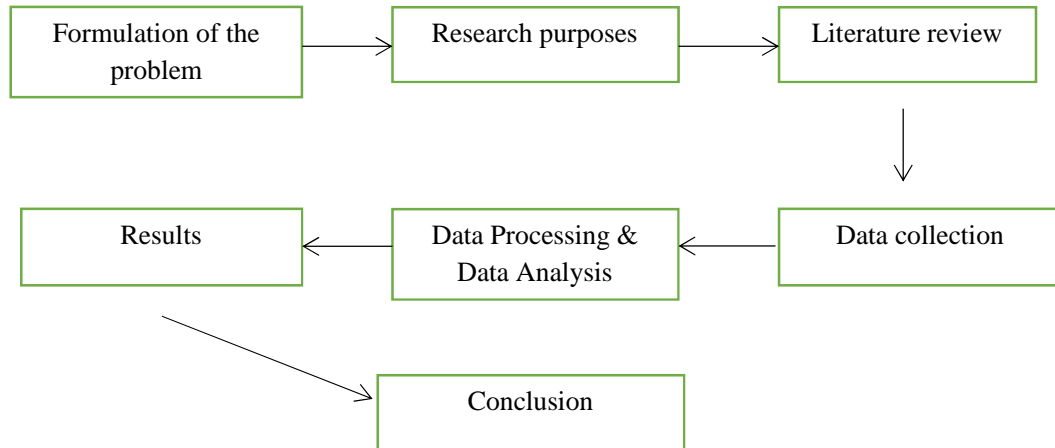 Formulation of the
problem
Research purposes
Literature review
Data collection
Data Processing &
Data Analysis
Results
Conclusion